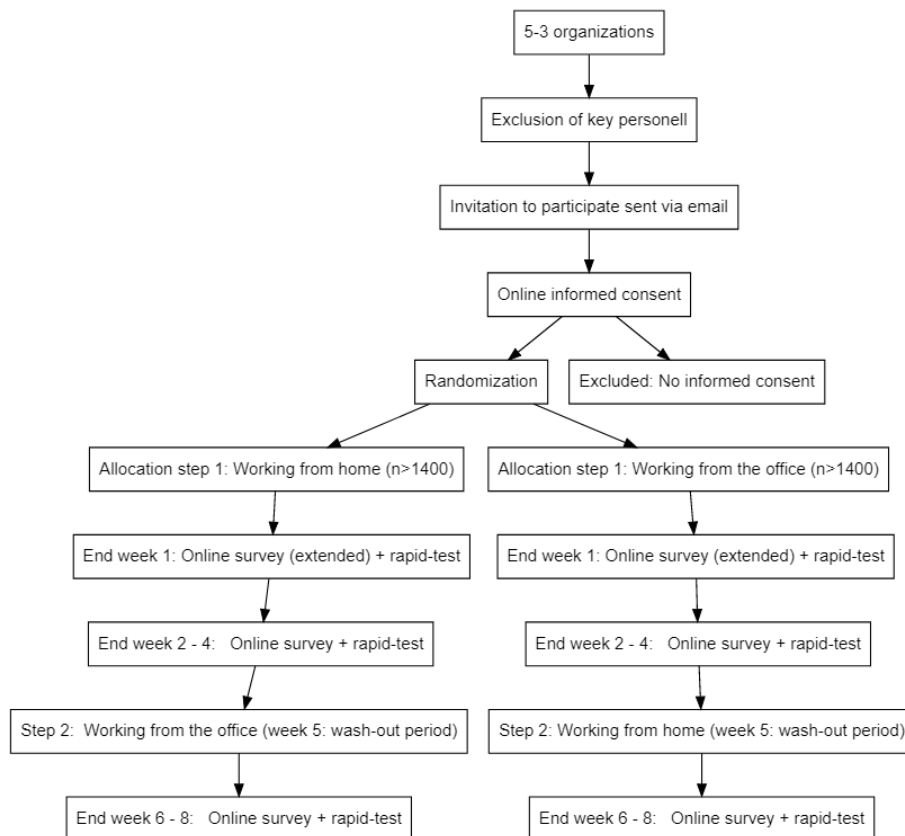 5-3 organizations
Exclusion of key personell
Invitation to participate sent via email
Online informed consent
Randomization
Excluded: No informed consent
Allocation step 1: Working from home (n>1400)
Allocation step 1: Working from the office (n>1400)
End week 1: Online survey (extended) + rapid-test
End week 1: Online survey (extended) + rapid-test
End week 2 - 4:   Online survey + rapid-test
End week 2 - 4:   Online survey + rapid-test
Step 2:  Working from the office (week 5: wash-out period)
Step 2: Working from home (week 5: wash-out period)
End week 6 - 8:   Online survey + rapid-test
End week 6 - 8:   Online survey + rapid-test